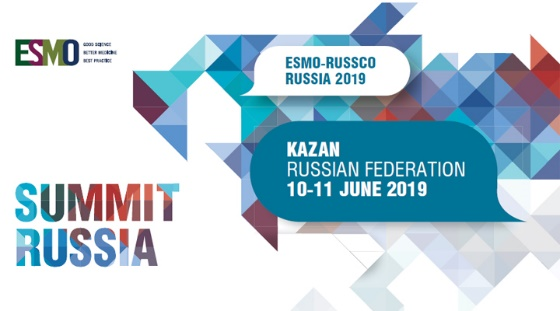 ESMO
GOOD SCIENCE
BETTER MEDICINE
BEST PRACTICE
ESMO-RUSSCO
RUSSIA 2019
KAZAN
RUSSIAN FEDERATION
10-11 JUNE 2019
SUMMIT
RUSSIA